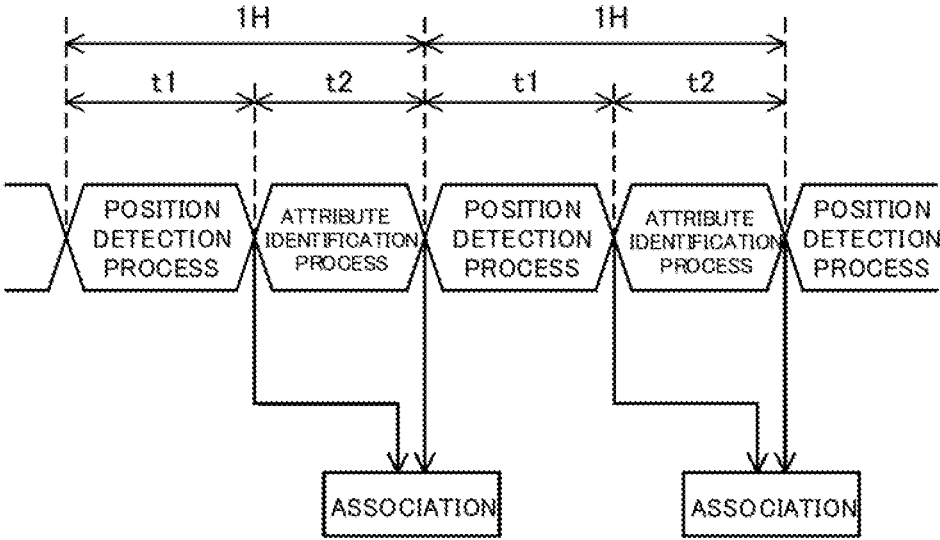 1H 1H
t1 t2 t1 t2
POSITION
DETECTION
PROCESS
ATTRIBUTE
IDENTIFICATION
PROCESS
POSITION
DETECTION
PROCESS
ATTRIBUTE
IDENTIFICATION
PROCESS
POSITION
DETECTION
PROCESS
ASSOCIATION
ASSOCIATION